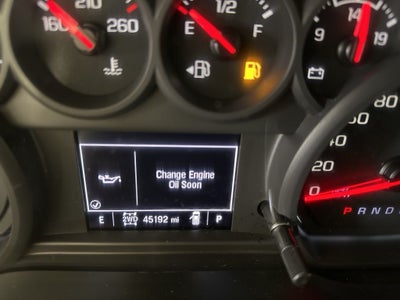 160 210 260
E 1/2 F
9 14 19
Change Engine
Oil Soon
E 2WD 45192 mi P
80
60
40
20
0
P R N D